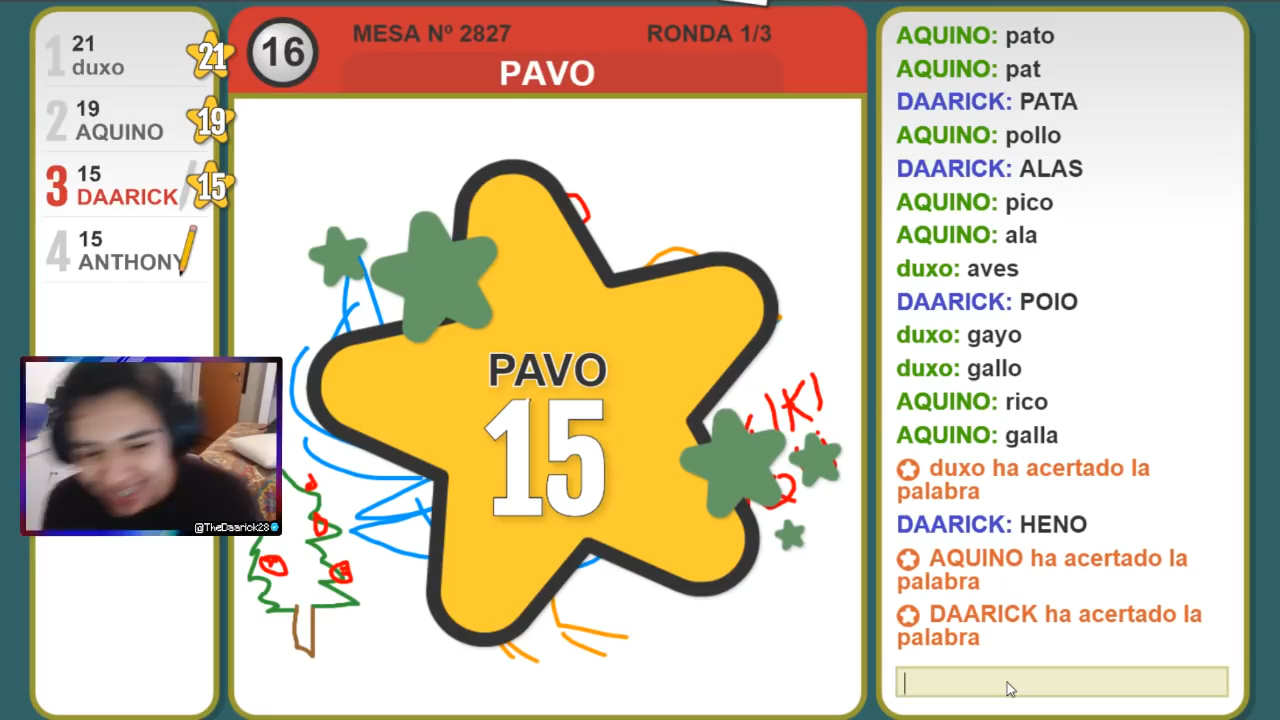 1 21 duxo 21
2 19 AQUINO 19
3 15 DAARICK 15
4 15 ANTHONY
16
MESA Nº 2827
RONDA 1/3
PAVO
PAVO
15
@TheDaarick28
AQUINO: pato
AQUINO: pat
DAARICK: PATA
AQUINO: pollo
DAARICK: ALAS
AQUINO: pico
AQUINO: ala
duxo: aves
DAARICK: POIO
duxo: gayo
duxo: gallo
AQUINO: rico
AQUINO: galla
duxo ha acertado la
palabra
DAARICK: HENO
AQUINO ha acertado la
palabra
DAARICK ha acertado la
palabra